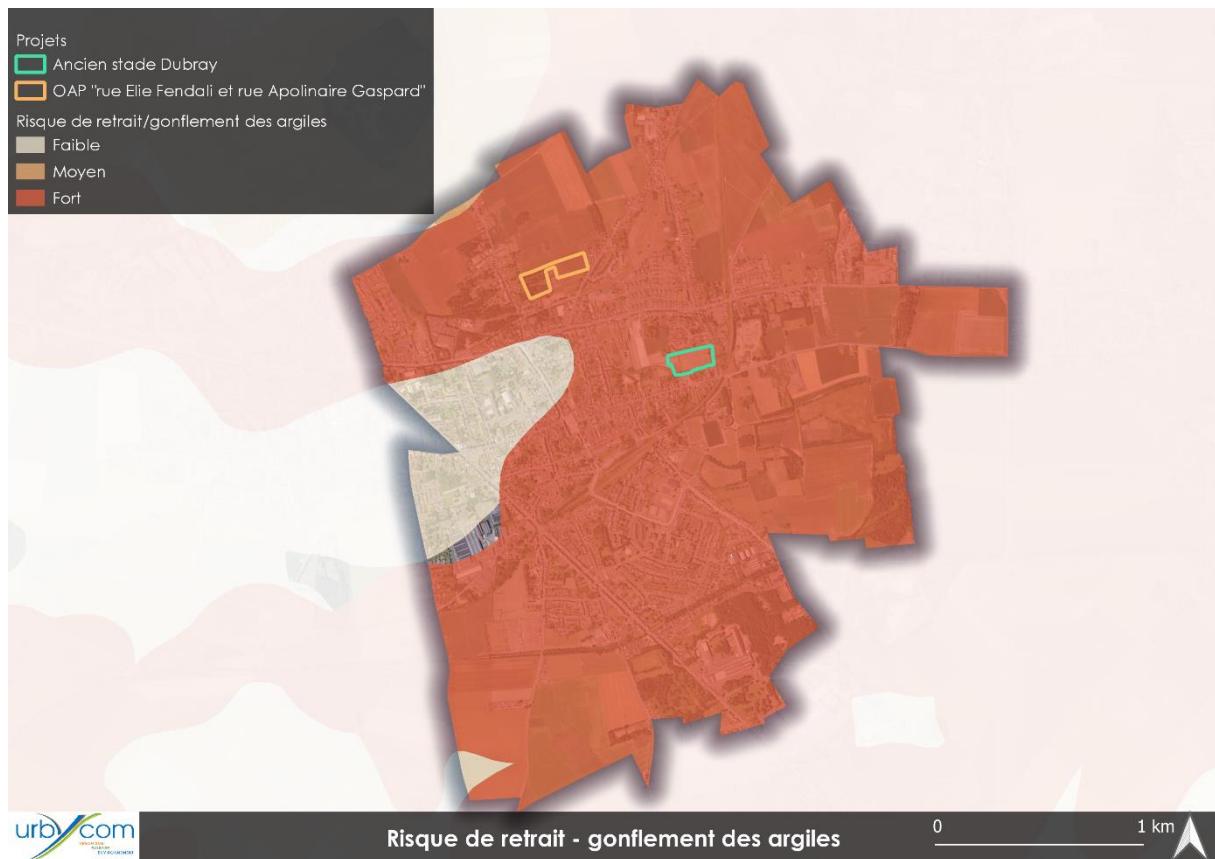 Projets
Ancien stade Dubray
OAP "rue Elie Fendali et rue Apolinaire Gaspard"
Risque de retrait/gonflement des argiles
Faible
Moyen
Fort
urbycom
Risque de retrait - gonflement des argiles
0
1 km